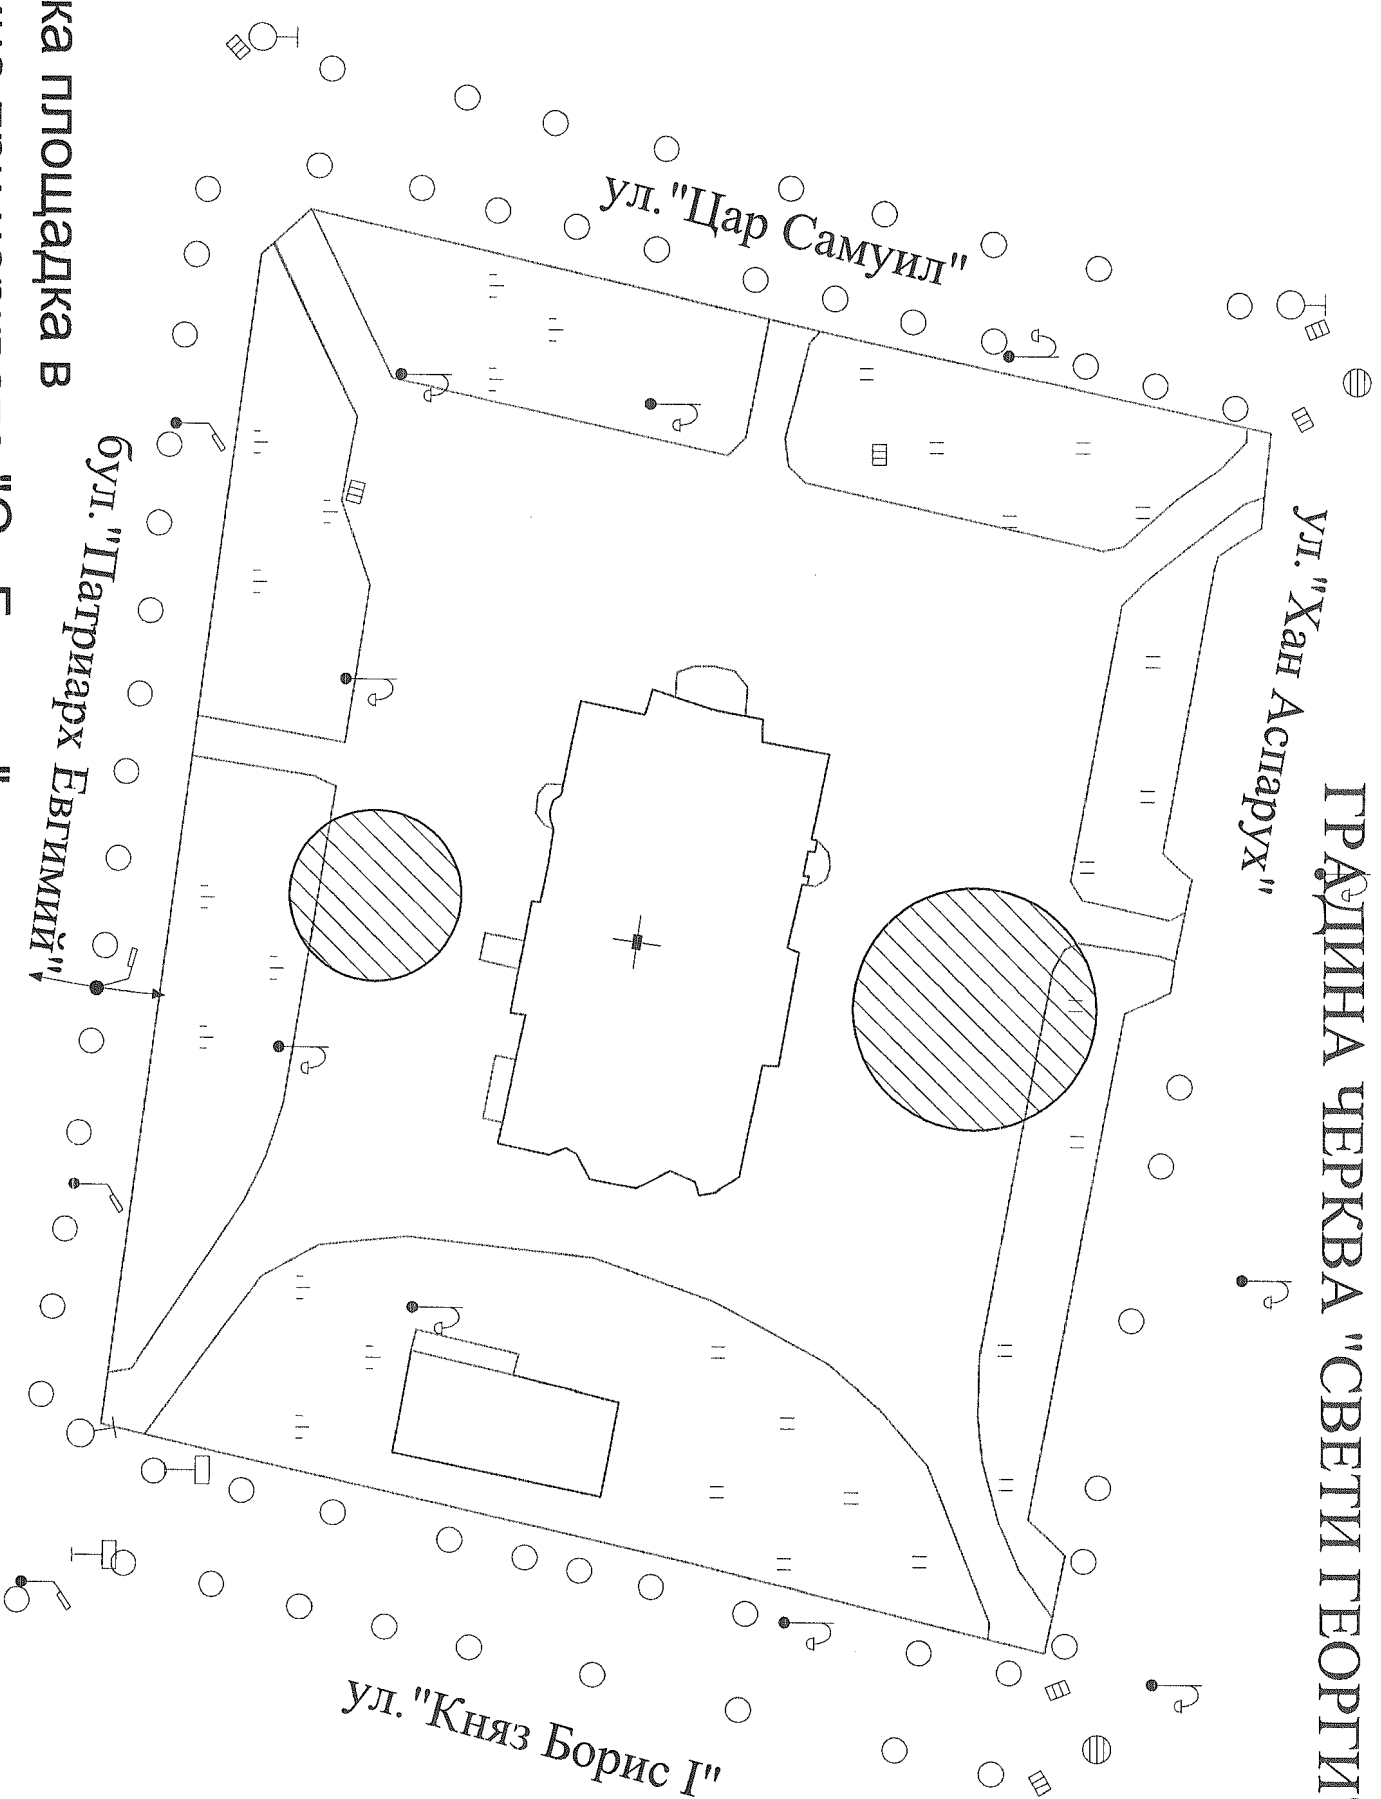 ГРАДИНА ЧЕРКВА "СВЕТИ ГЕОРГИ
ул."Хан Аспарух"
ул."Цар Самуил"
ул."Княз Борис I"
бул."Патриарх Евтимий"
ка площадка в